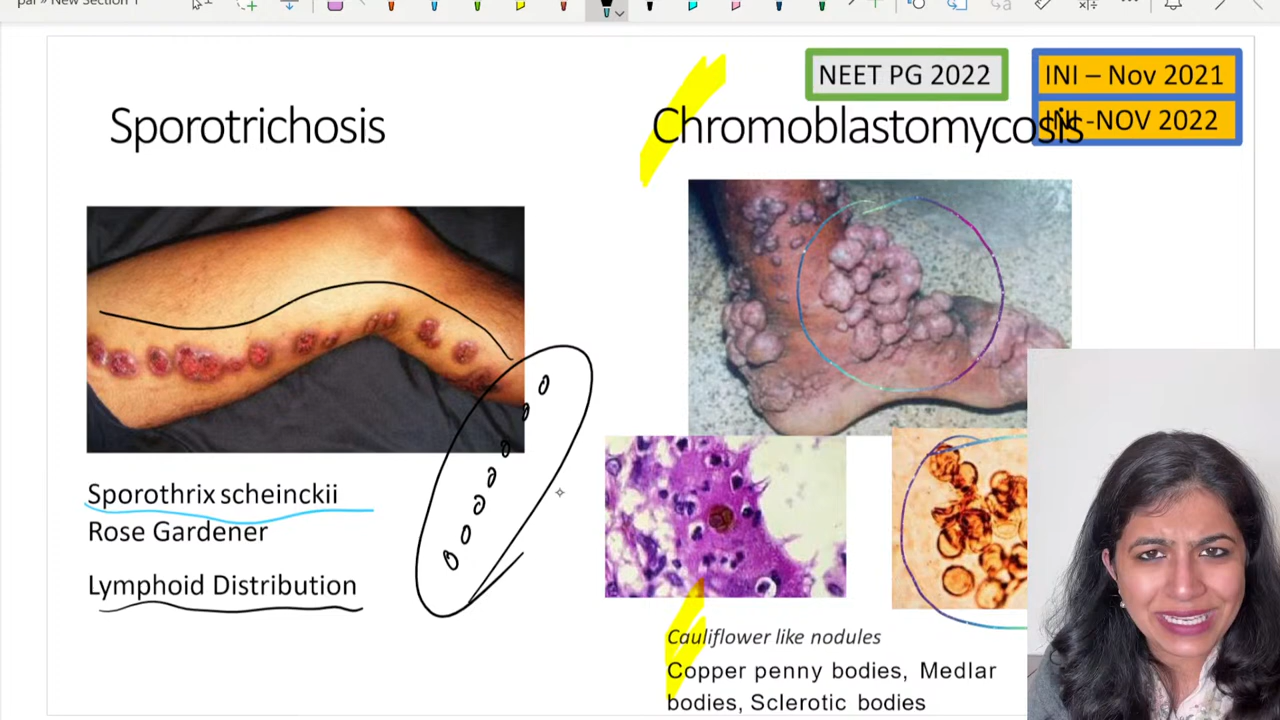 par » New Section 1
NEET PG 2022
INI – Nov 2021
INI -NOV 2022
Sporotrichosis
Chromoblastomycosis
Sporothrix scheinckii
Rose Gardener
Lymphoid Distribution
Cauliflower like nodules
Copper penny bodies, Medlar
bodies, Sclerotic bodies